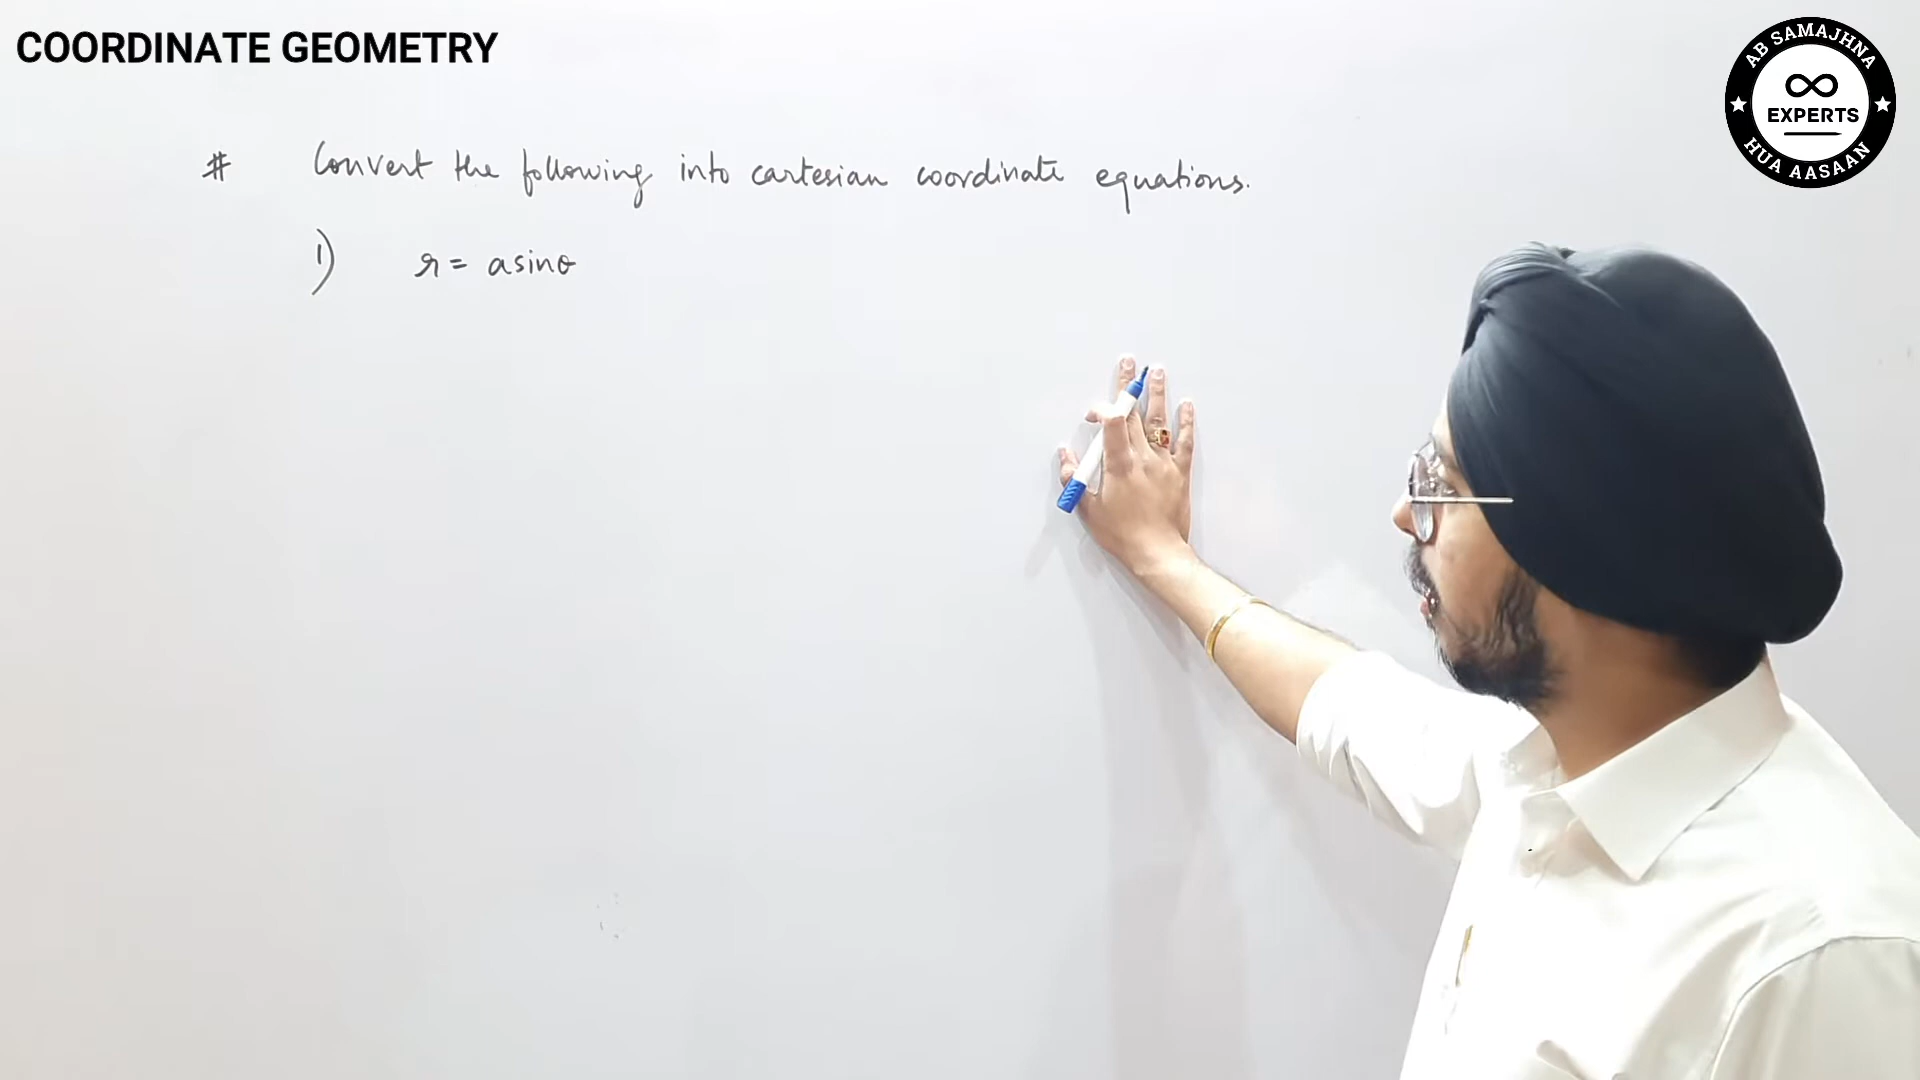 COORDINATE GEOMETRY
AB SAMAJHNA
EXPERTS
HUA AASAAN
# Convert the following into cartesian coordinate equations.
1) r = asinθ